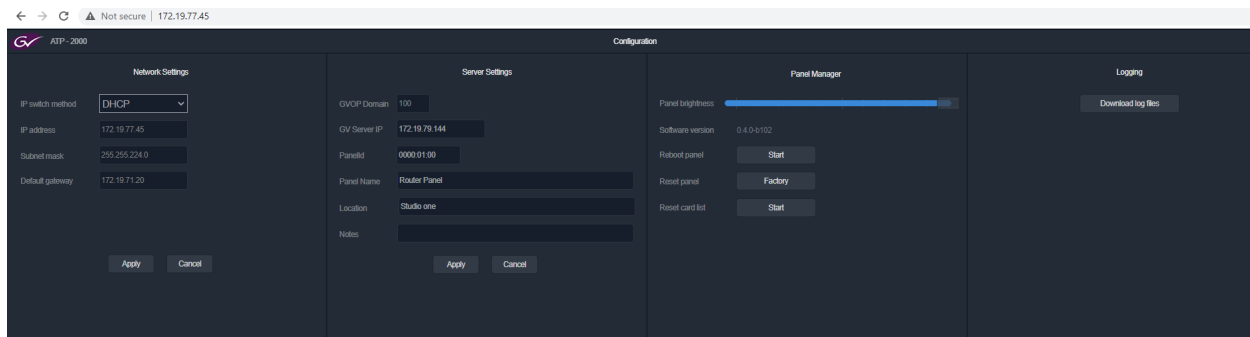 Not secure | 172.19.77.45
GV ATP - 2000
Configuration
Network Settings
IP switch method DHCP
IP address 172.19.77.45
Subnet mask 255.255.224.0
Default gateway 172.19.71.20
Apply Cancel
Server Settings
GVOP Domain 100
GV Server IP 172.19.79.144
PanelId 0000:01:00
Panel Name Router Panel
Location Studio one
Notes
Apply Cancel
Panel Manager
Panel brightness
Software version 0.4.0-b102
Reboot panel Start
Reset panel Factory
Reset card list Start
Logging
Download log files